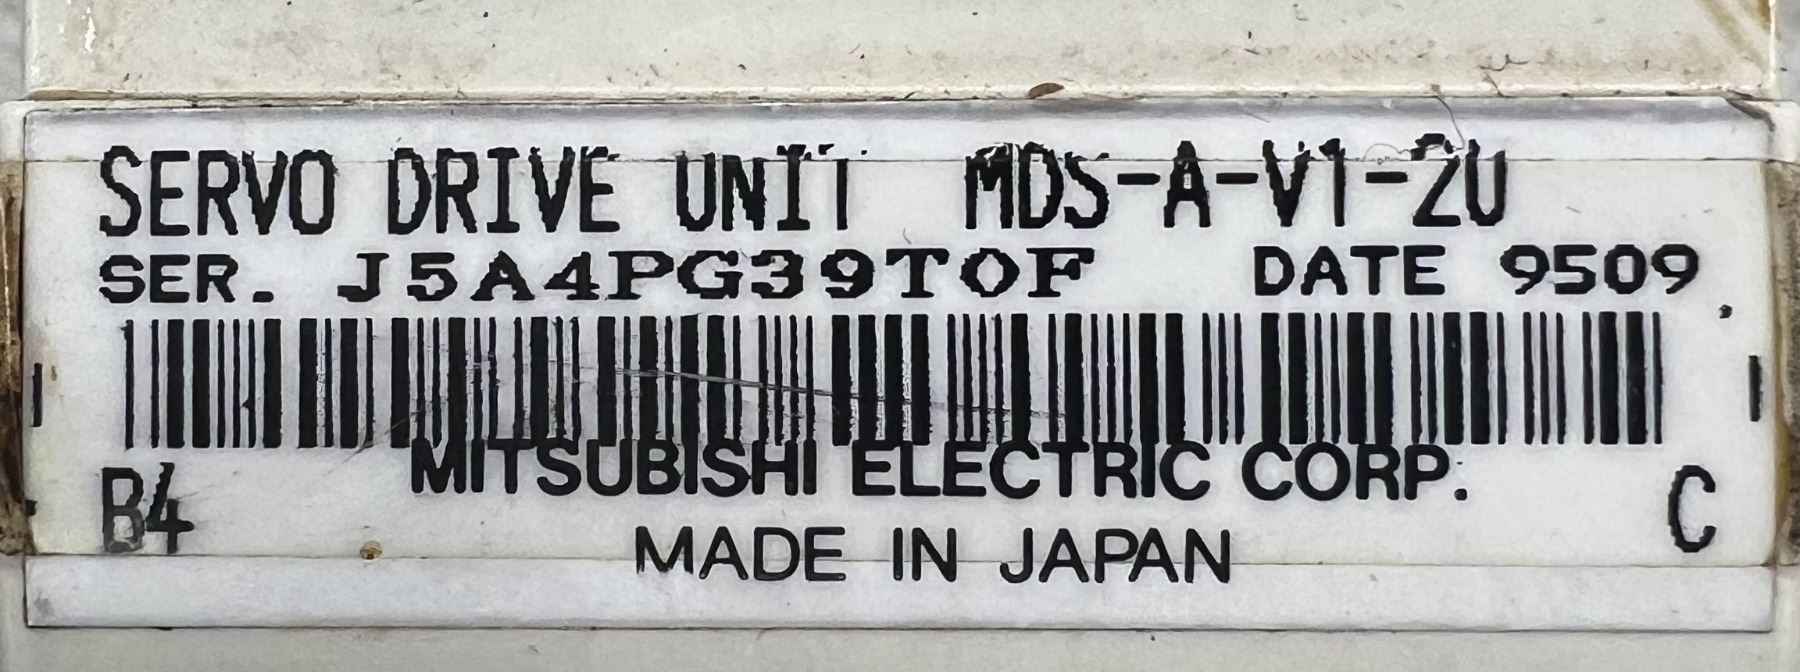 SERVO DRIVE UNIT MDS-A-V1-20
SER. J5A4PG39T0F DATE 9509
MITSUBISHI ELECTRIC CORP.
B4 C
MADE IN JAPAN